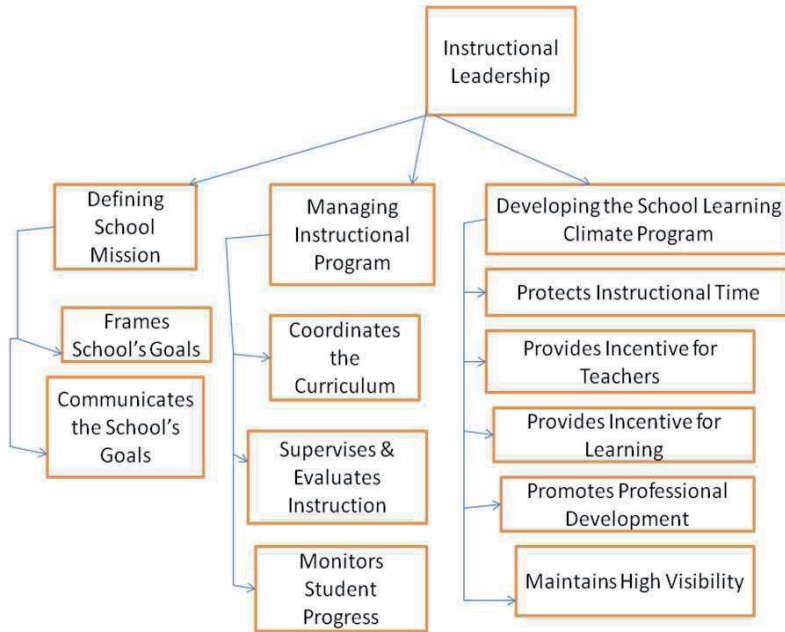 Instructional
Leadership
Defining
School
Mission
Frames
School's Goals
Communicates
the School's
Goals
Managing
Instructional
Program
Coordinates
the
Curriculum
Supervises &
Evaluates
Instruction
Monitors
Student
Progress
Developing the School Learning
Climate Program
Protects Instructional Time
Provides Incentive for
Teachers
Provides Incentive for
Learning
Promotes Professional
Development
Maintains High Visibility